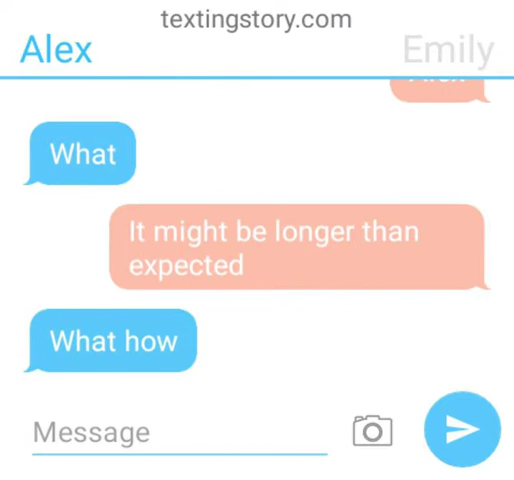 textingstory.com
Alex
Emily
What
It might be longer than
expected
What how
Message